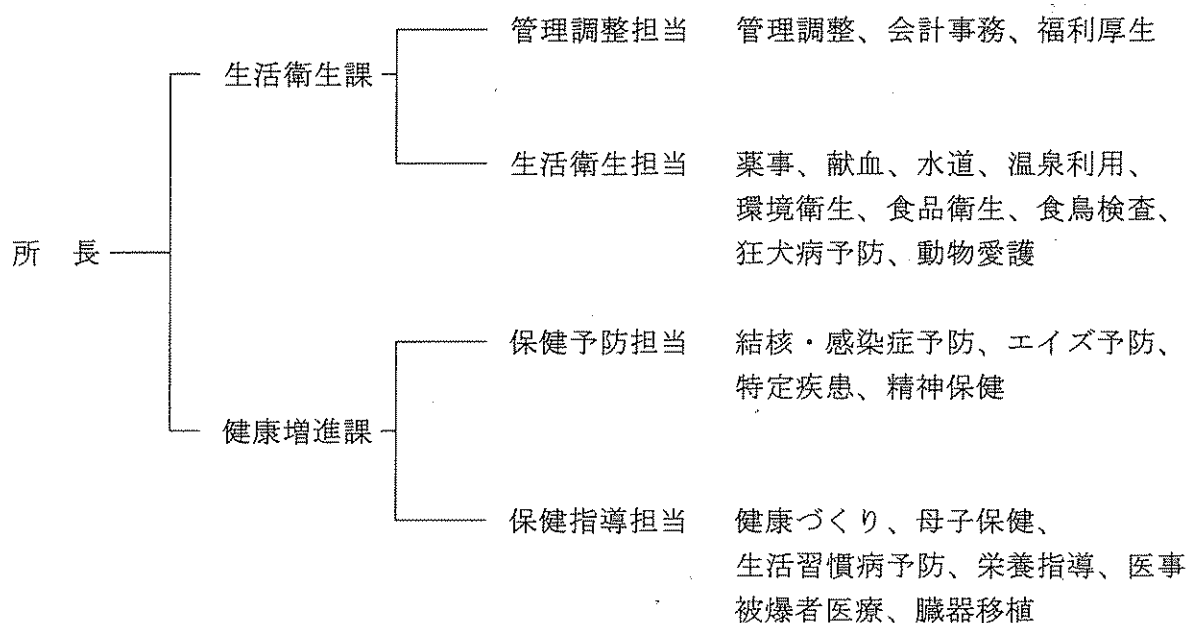 管理調整担当 管理調整、会計事務、福利厚生
生活衛生課
生活衛生担当 薬事、献血、水道、温泉利用、
環境衛生、食品衛生、食鳥検査、
狂犬病予防、動物愛護
所 長
保健予防担当 結核・感染症予防、エイズ予防、
特定疾患、精神保健
健康増進課
保健指導担当 健康づくり、母子保健、
生活習慣病予防、栄養指導、医事
被爆者医療、臓器移植